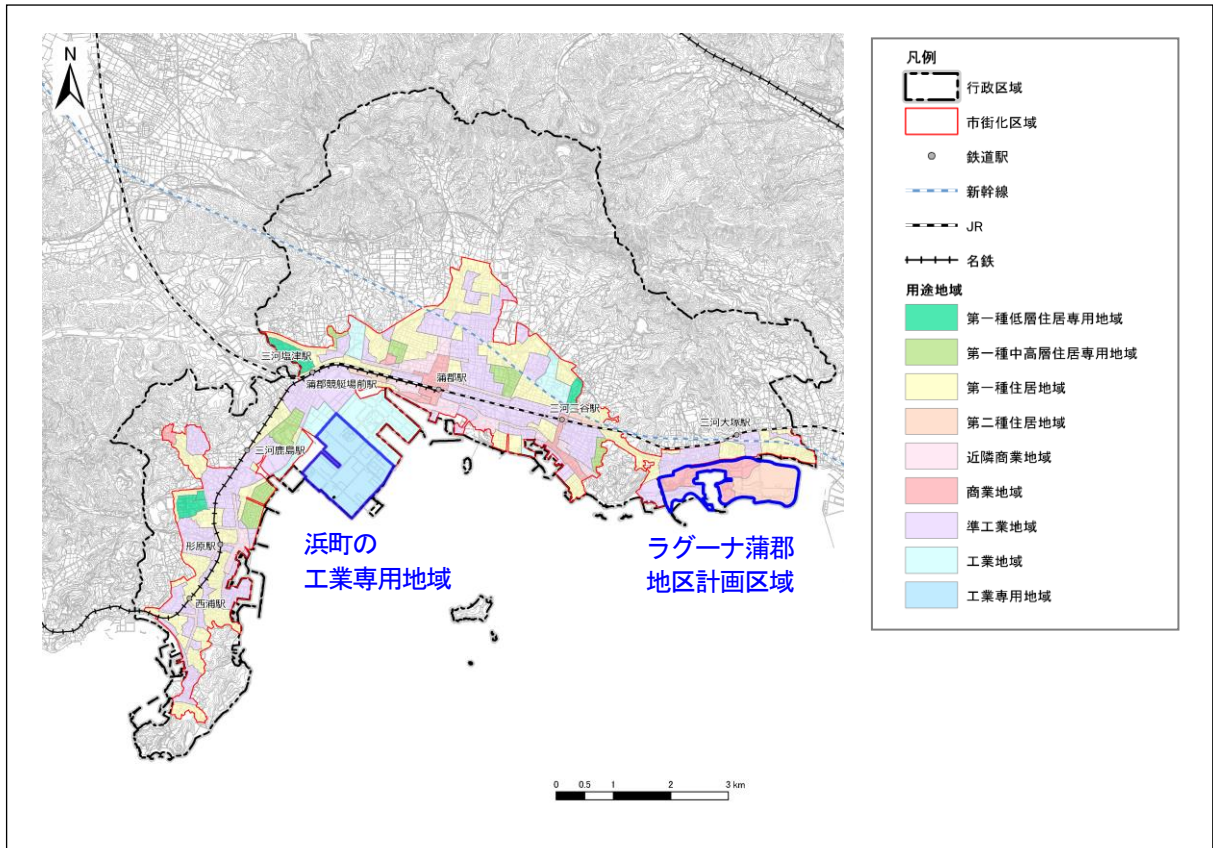 N
三河塩津駅
蒲郡競艇場前駅
蒲郡駅
三河三谷駅
三河大塚駅
三河鹿島駅
形原駅
西浦駅
浜町の
工業専用地域
ラグーナ蒲郡
地区計画区域
0 0.5 1 2 3 km
凡例
行政区域
市街化区域
鉄道駅
新幹線
JR
名鉄
用途地域
第一種低層住居専用地域
第一種中高層住居専用地域
第一種住居地域
第二種住居地域
近隣商業地域
商業地域
準工業地域
工業地域
工業専用地域